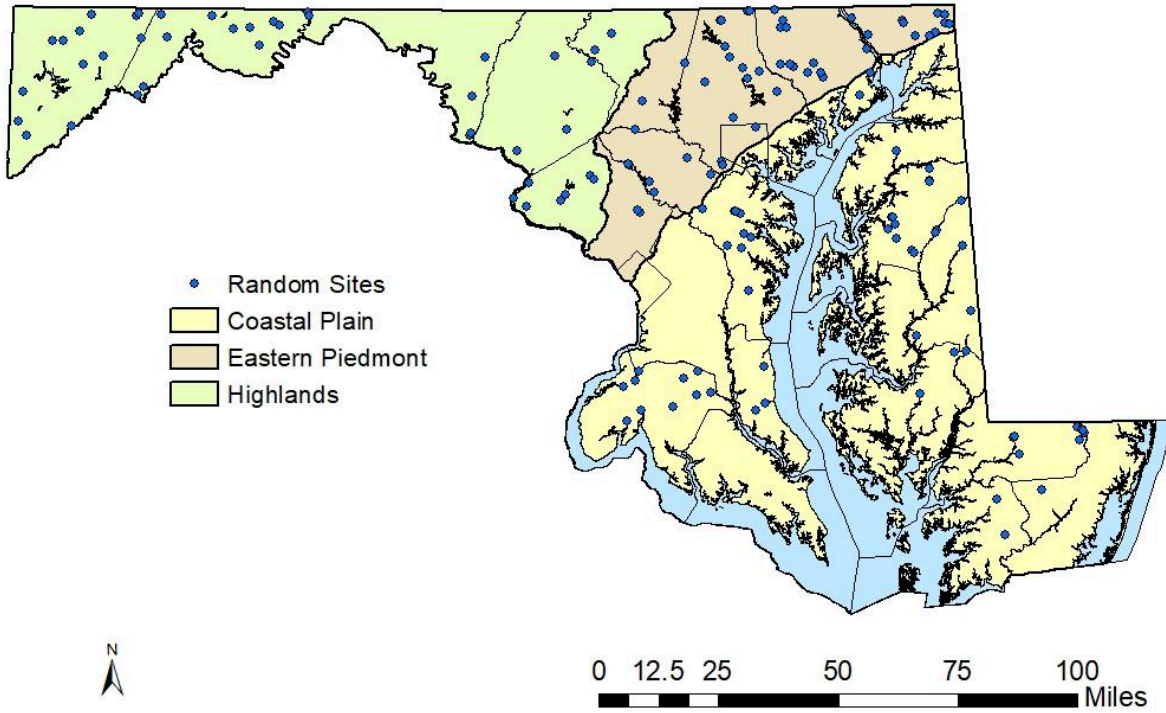 Random Sites
Coastal Plain
Eastern Piedmont
Highlands
N
0 12.5 25 50 75 100
Miles